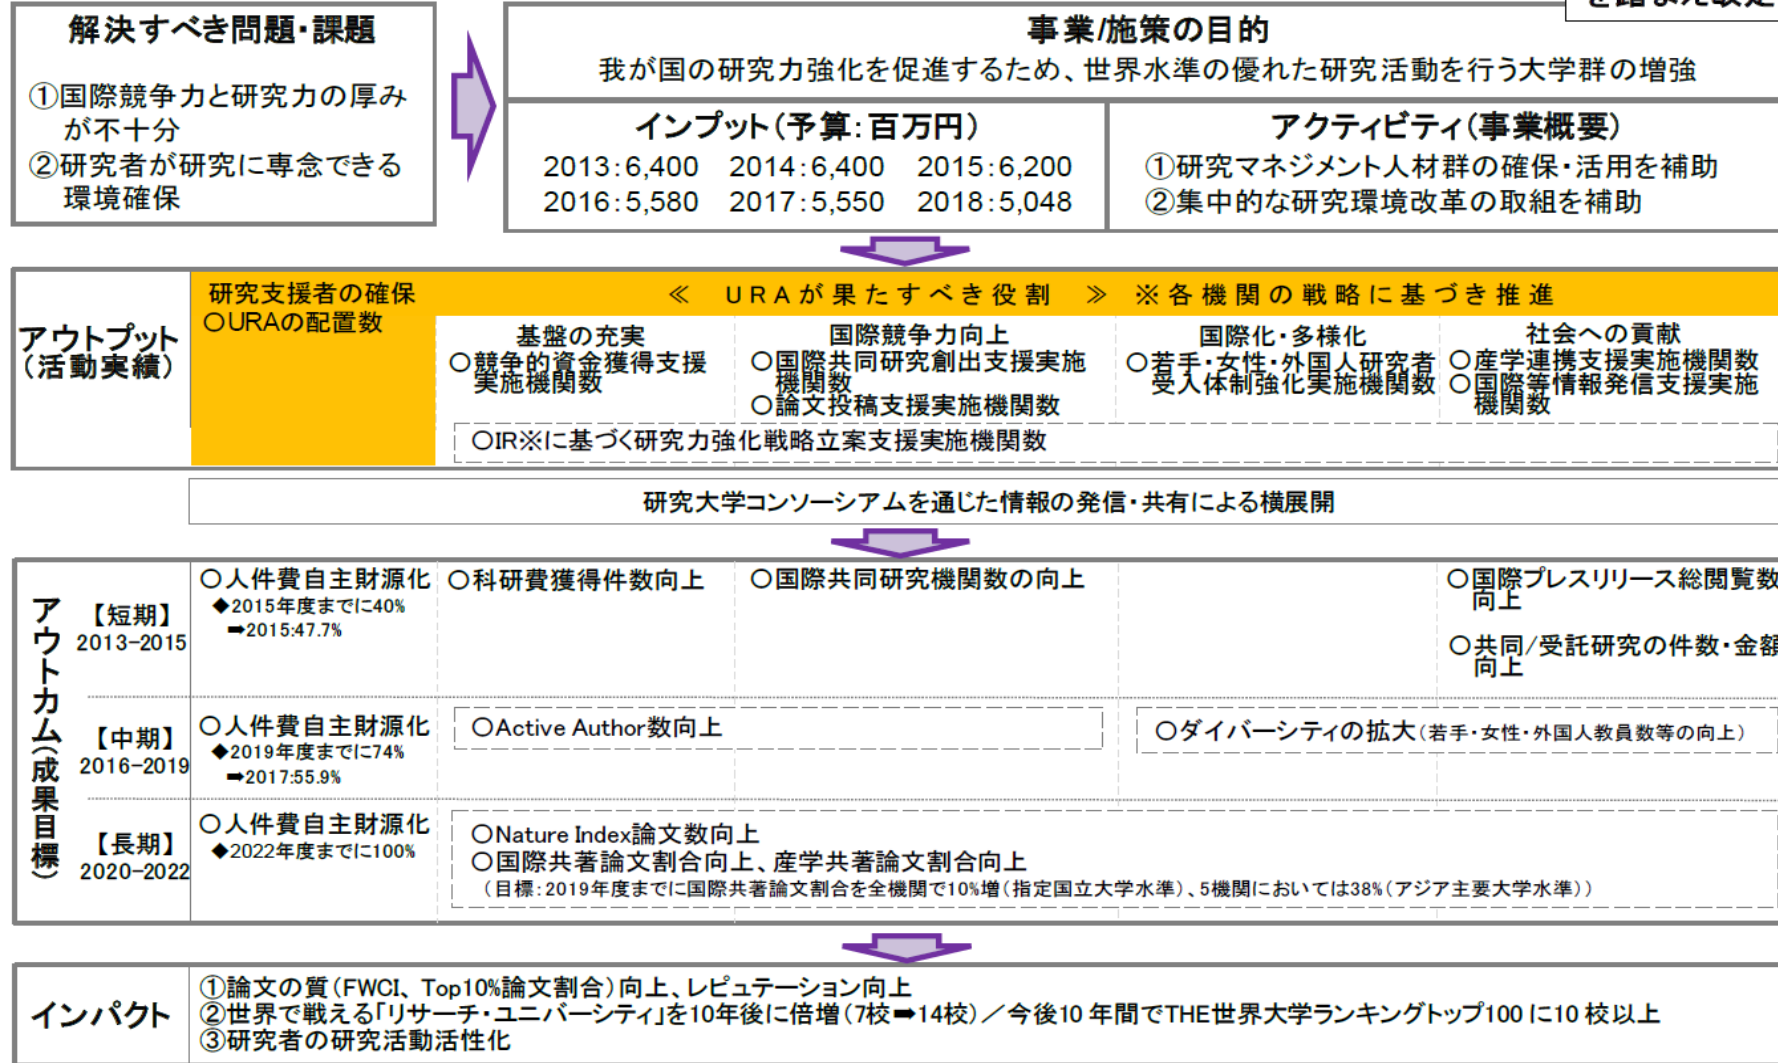 を踏まえ改定
解決すべき問題・課題
①国際競争力と研究力の厚み
が不十分
②研究者が研究に専念できる
環境確保
事業/施策の目的
我が国の研究力強化を促進するため、世界水準の優れた研究活動を行う大学群の増強
インプット（予算：百万円）
2013：6,400 2014：6,400 2015：6,200
2016：5,580 2017：5,550 2018：5,048
アクティビティ（事業概要）
①研究マネジメント人材群の確保・活用を補助
②集中的な研究環境改革の取組を補助
アウトプット
（活動実績）
研究支援者の確保
○URAの配置数
≪ URAが果たすべき役割 ≫ ※各機関の戦略に基づき推進
基盤の充実
○競争的資金獲得支援
実施機関数
国際競争力向上
○国際共同研究創出支援実施
機関数
○論文投稿支援実施機関数
国際化・多様化
○若手・女性・外国人研究者
受入体制強化実施機関数
社会への貢献
○産学連携支援実施機関数
○国際等情報発信支援実施
機関数
○IR※に基づく研究力強化戦略立案支援実施機関数
研究大学コンソーシアムを通じた情報の発信・共有による横展開
アウトカム（成果目標）
【短期】
2013-2015
○人件費自主財源化
◆2015年度までに40%
➡2015:47.7%
○科研費獲得件数向上
○国際共同研究機関数の向上
○国際プレスリリース総閲覧数
向上
○共同/受託研究の件数・金額
向上
【中期】
2016-2019
○人件費自主財源化
◆2019年度までに74%
➡2017:55.9%
○Active Author数向上
○ダイバーシティの拡大（若手・女性・外国人教員数等の向上）
【長期】
2020-2022
○人件費自主財源化
◆2022年度までに100%
○Nature Index論文数向上
○国際共著論文割合向上、産学共著論文割合向上
（目標：2019年度までに国際共著論文割合を全機関で10%増（指定国立大学水準）、5機関においては38%（アジア主要大学水準））
インパクト
①論文の質（FWCI、Top10%論文割合）向上、レピュテーション向上
②世界で戦える「リサーチ・ユニバーシティ」を10年後に倍増（7校➡14校）／今後10 年間でTHE世界大学ランキングトップ100 に10 校以上
③研究者の研究活動活性化